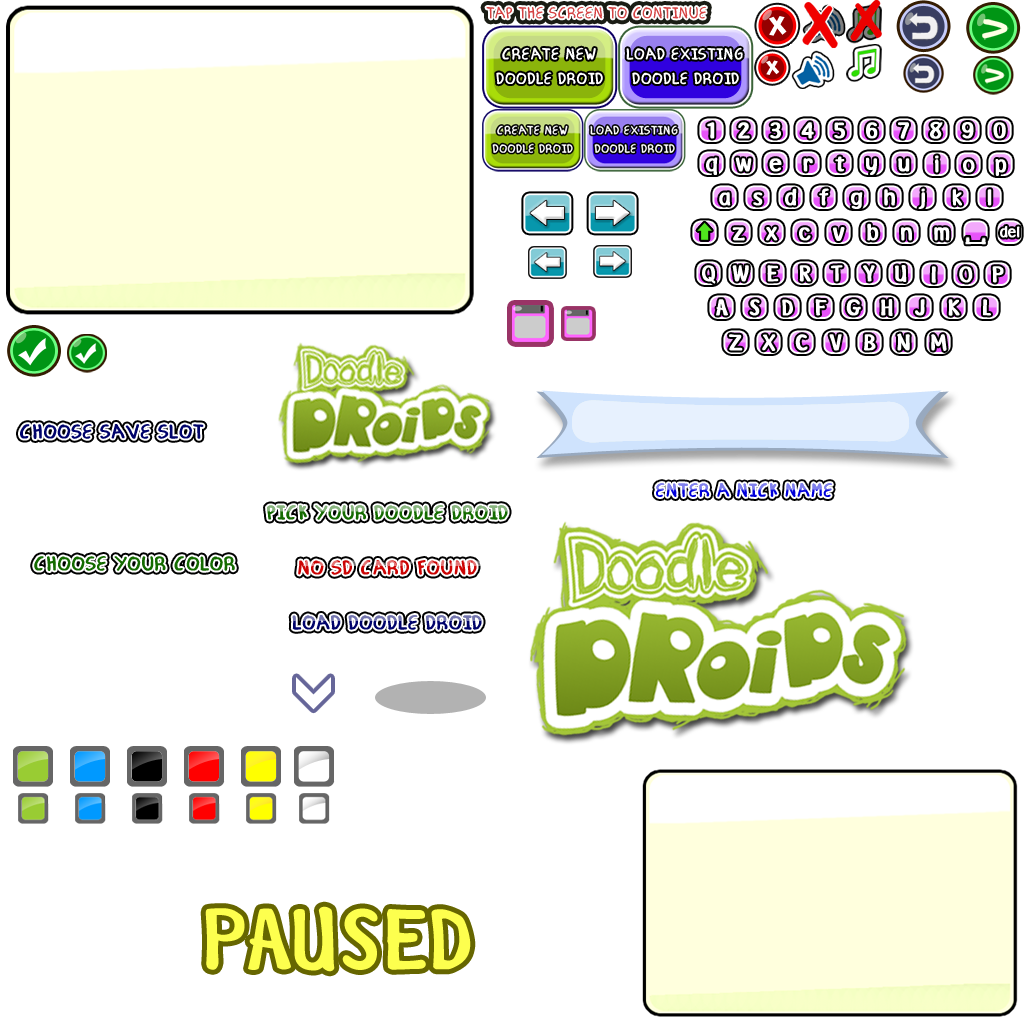 TAP THE SCREEN TO CONTINUE
CREATE NEW
DOODLE DROID
LOAD EXISTING
DOODLE DROID
CREATE NEW
DOODLE DROID
LOAD EXISTING
DOODLE DROID
1 2 3 4 5 6 7 8 9 0
q w e r t y u i o p
a s d f g h j k l
z x c v b n m del
Q W E R T Y U I O P
A S D F G H J K L
Z X C V B N M
Doodle
DRoiDs
CHOOSE SAVE SLOT
ENTER A NICK NAME
PICK YOUR DOODLE DROID
CHOOSE YOUR COLOR
NO SD CARD FOUND
LOAD DOODLE DROID
Doodle
DRoiDs
PAUSED